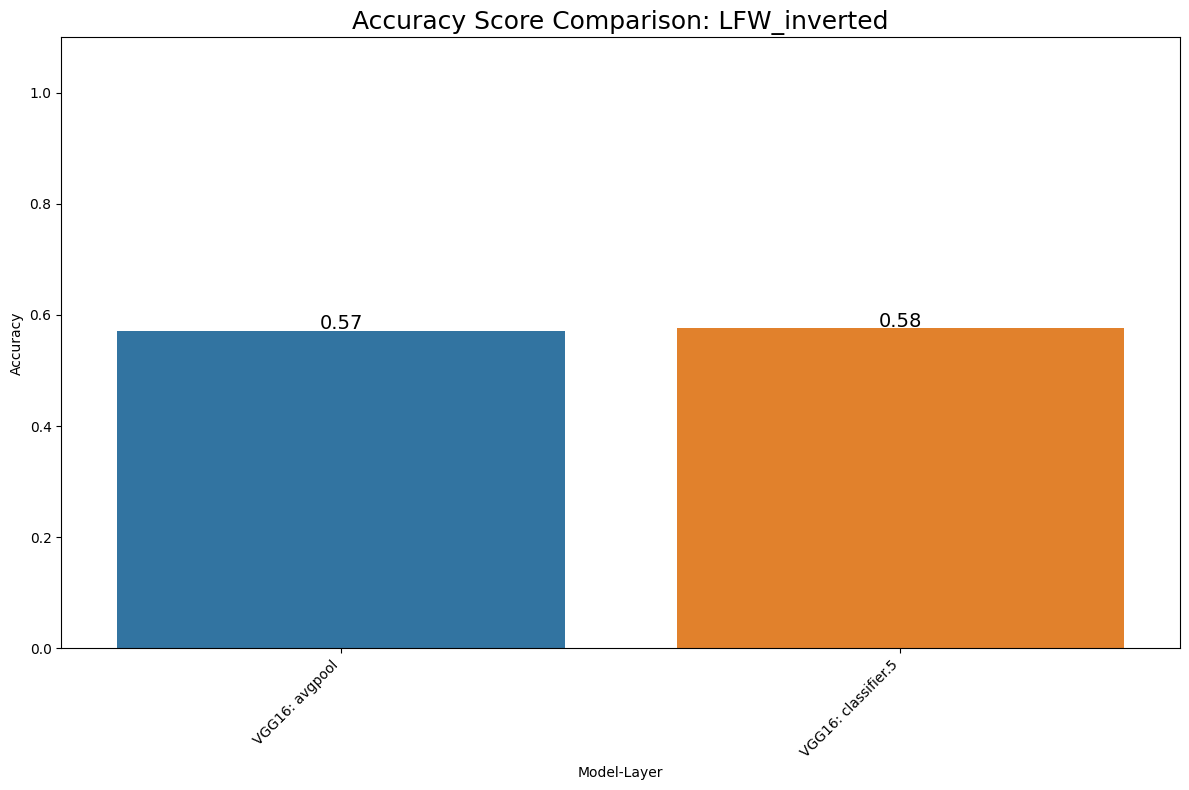 Accuracy Score Comparison: LFW_inverted
1.0
0.8
0.6
0.4
0.2
0.0
Accuracy
0.57
0.58
VGG16: avgpool
VGG16: classifier.5
Model-Layer